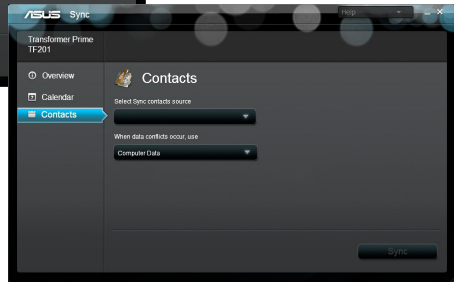 ASUS Sync
Help
Transformer Prime
TF201
Overview
Calendar
Contacts
Contacts
Select Sync contacts source
When data conflicts occur, use
Computer Data
Sync